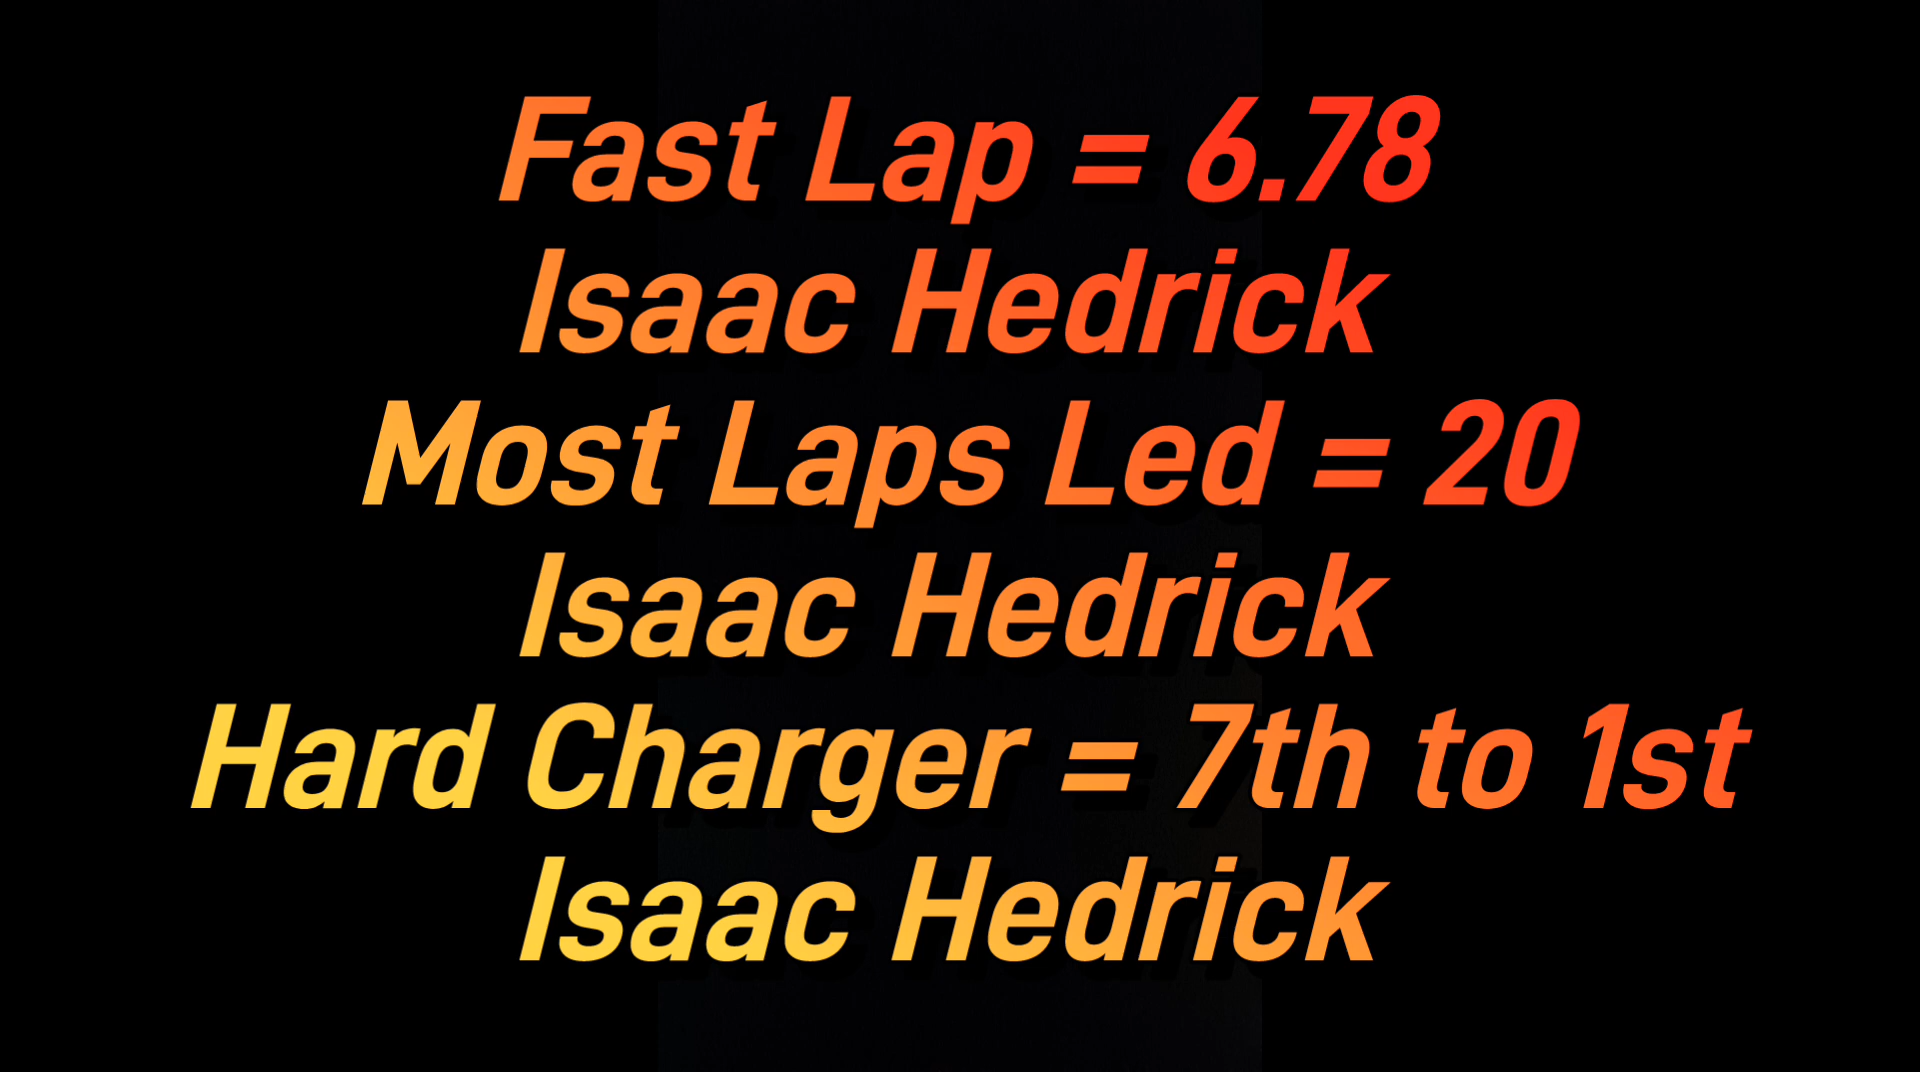 Fast Lap = 6.78
Isaac Hedrick
Most Laps Led = 20
Isaac Hedrick
Hard Charger = 7th to 1st
Isaac Hedrick